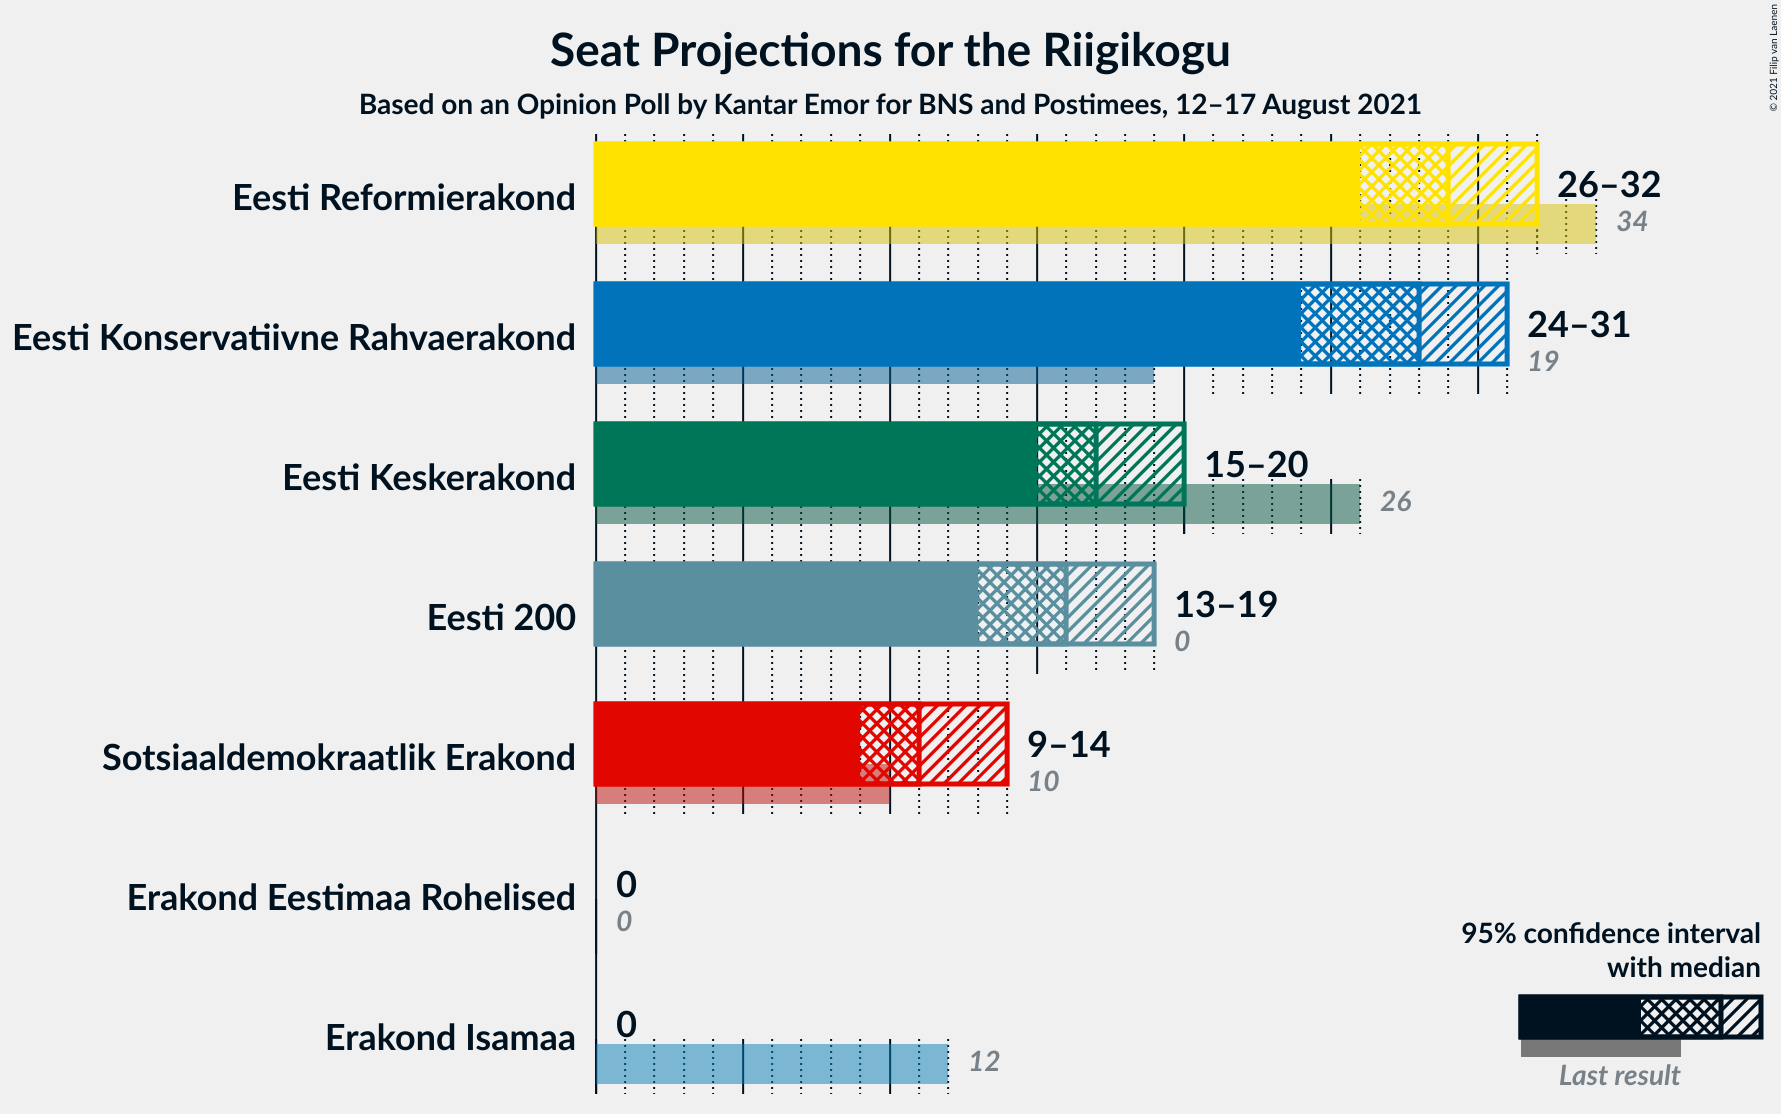 Seat Projections for the Riigikogu
Based on an Opinion Poll by Kantar Emor for BNS and Postimees, 12–17 August 2021
© 2021 Filip van Laenen
Eesti Reformierakond
26–32
34
Eesti Konservatiivne Rahvaerakond
24–31
19
Eesti Keskerakond
15–20
26
Eesti 200
13–19
0
Sotsiaaldemokraatlik Erakond
9–14
10
Erakond Eestimaa Rohelised
0
0
Erakond Isamaa
0
12
95% confidence interval
with median
Last result